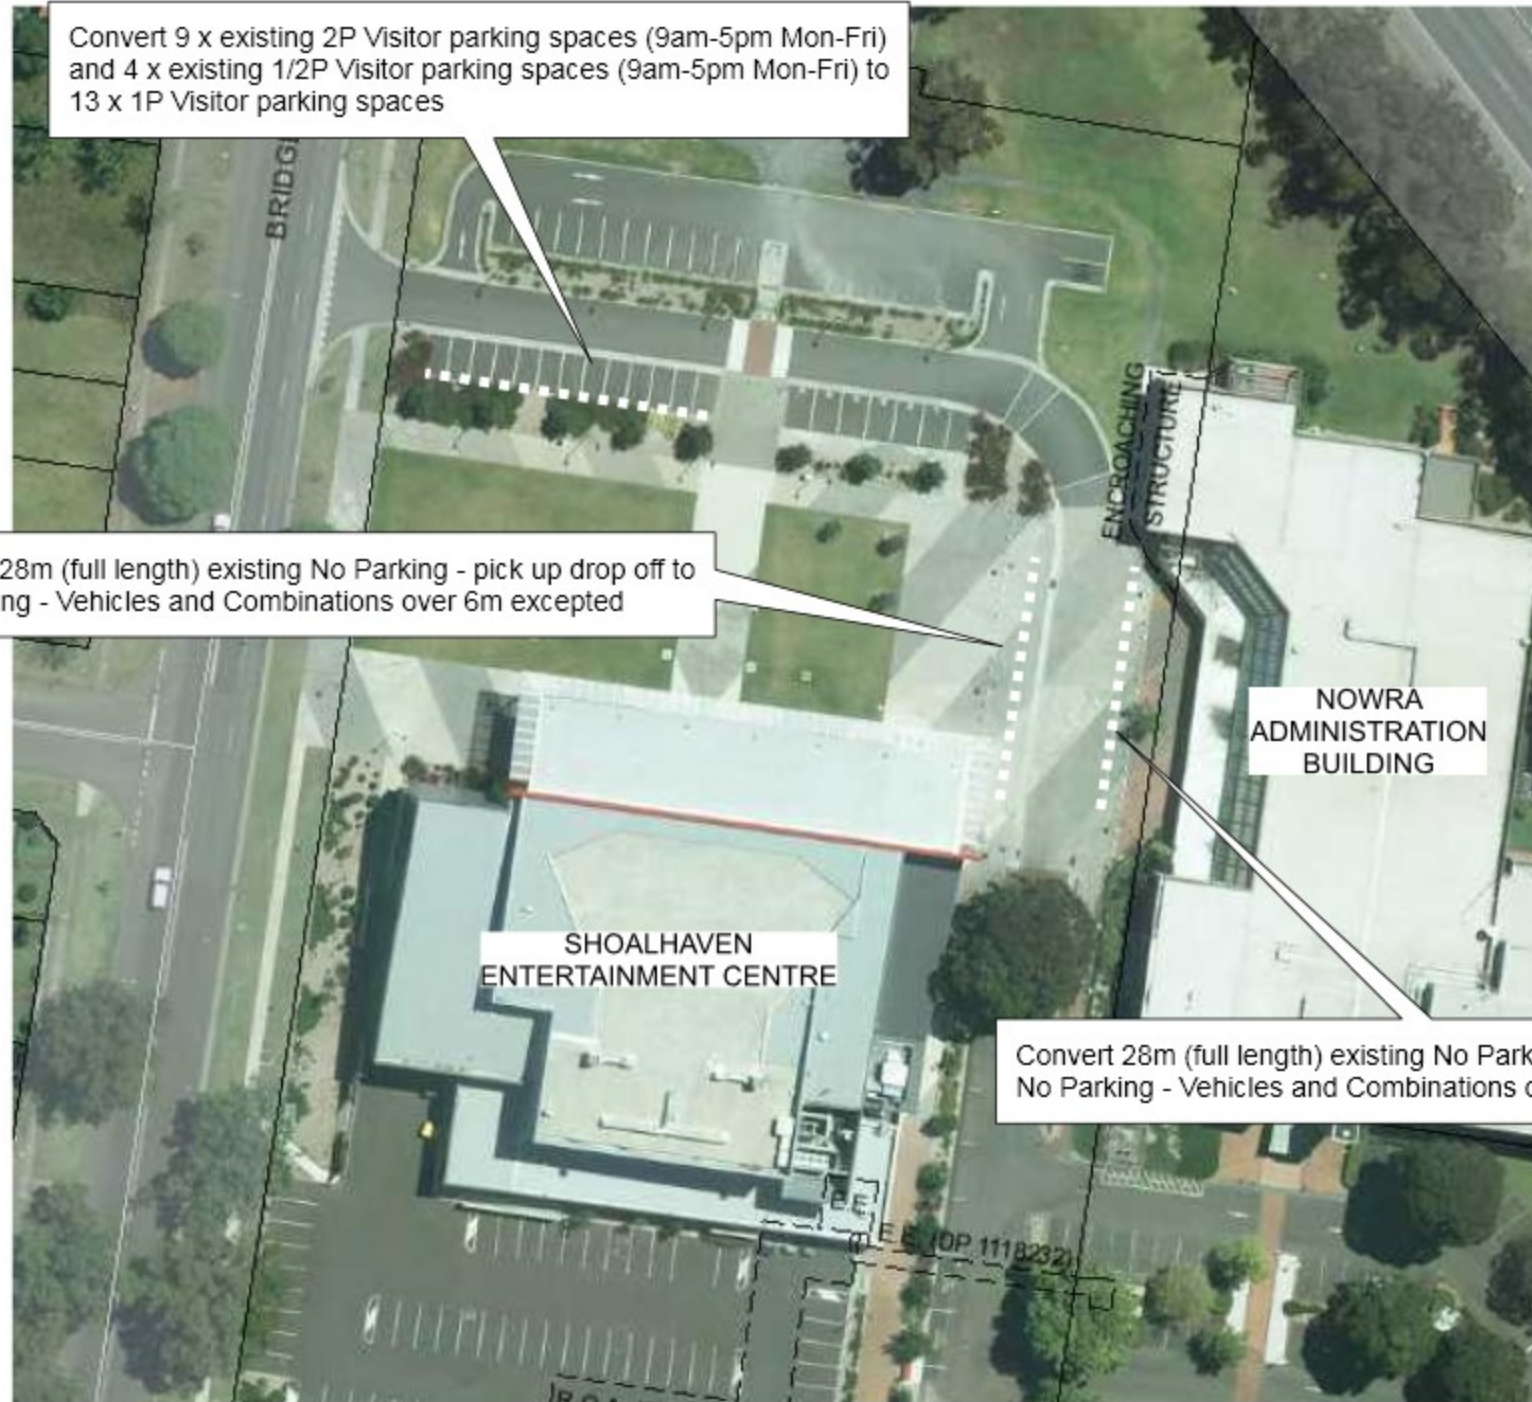 Convert 9 x existing 2P Visitor parking spaces (9am-5pm Mon-Fri)
and 4 x existing 1/2P Visitor parking spaces (9am-5pm Mon-Fri) to
13 x 1P Visitor parking spaces
BRIDG
ENCROACHING
STRUCTURE
28m (full length) existing No Parking - pick up drop off to
ng - Vehicles and Combinations over 6m excepted
NOWRA
ADMINISTRATION
BUILDING
SHOALHAVEN
ENTERTAINMENT CENTRE
Convert 28m (full length) existing No Park
No Parking - Vehicles and Combinations o
E.E. (DP 1118232)